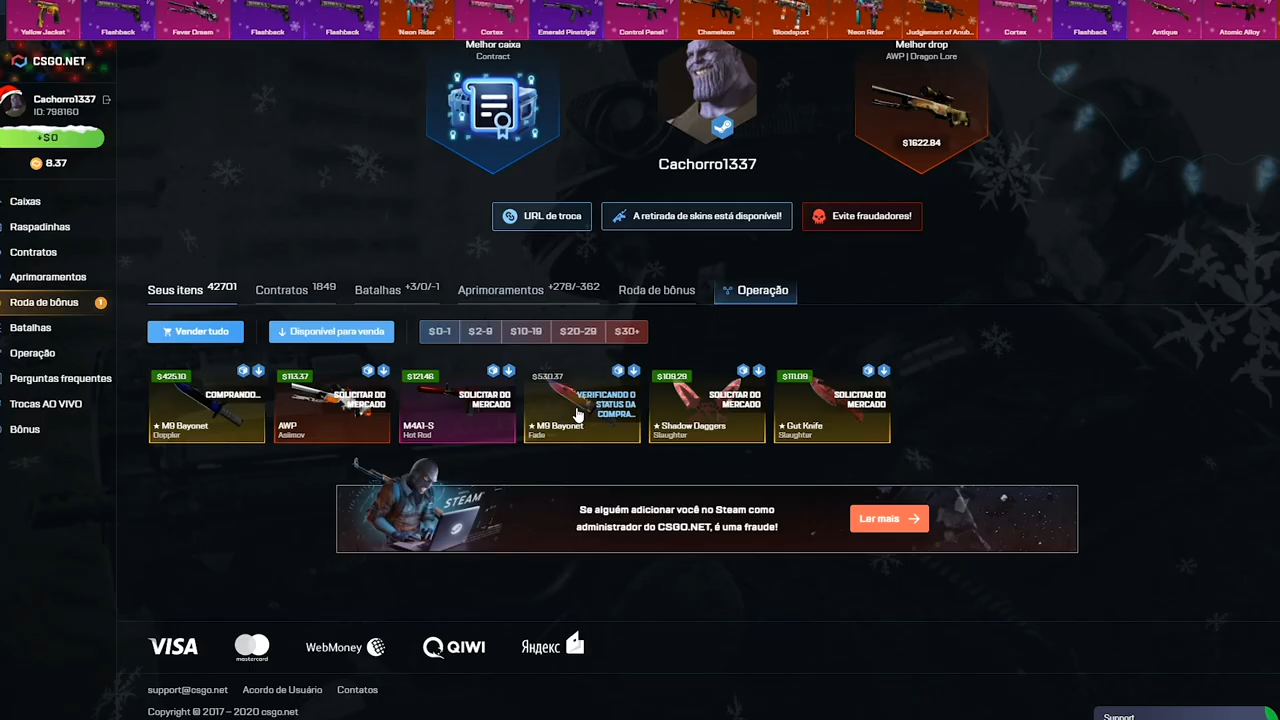 Yellow Jacket
Flashback
Fever Dream
Flashback
Flashback
Neon Rider
Cortex
Emerald Pinstripe
Control Panel
Chameleon
Bloodsport
Neon Rider
Judgement of Anub...
Cortex
Flashback
Antique
Atomic Alloy
CSGO.NET
Cachorro1337
ID: 798160
+$0
8.37
Caixas
Raspadinhas
Contratos
Aprimoramentos
Roda de bônus 1
Batalhas
Operação
Perguntas frequentes
Trocas AO VIVO
Bônus
Melhor caixa
Contract
Melhor drop
AWP | Dragon Lore
$1622.84
Cachorro1337
URL de troca
A retirada de skins está disponível!
Evite fraudadores!
Seus itens 42701
Contratos 1849
Batalhas +3/0/-1
Aprimoramentos +278/-362
Roda de bônus
Operação
Vender tudo
Disponível para venda
$0-1
$2-9
$10-19
$20-29
$30+
$425.10
COMPRANDO...
★ M9 Bayonet
Doppler
$113.37
SOLICITAR DO
MERCADO
AWP
Asiimov
$121.46
SOLICITAR DO
MERCADO
M4A1-S
Hot Rod
$530.37
VERIFICANDO O
STATUS DA
COMPRA...
★ M9 Bayonet
Fade
$109.29
SOLICITAR DO
MERCADO
★ Shadow Daggers
Slaughter
$111.09
SOLICITAR DO
MERCADO
★ Gut Knife
Slaughter
STEAM
Se alguém adicionar você no Steam como
administrador do CSGO.NET, é uma fraude!
Ler mais
VISA
mastercard
WebMoney
QIWI
Яндекс
support@csgo.net
Acordo de Usuário
Contatos
Copyright © 2017 – 2020 csgo.net
Support